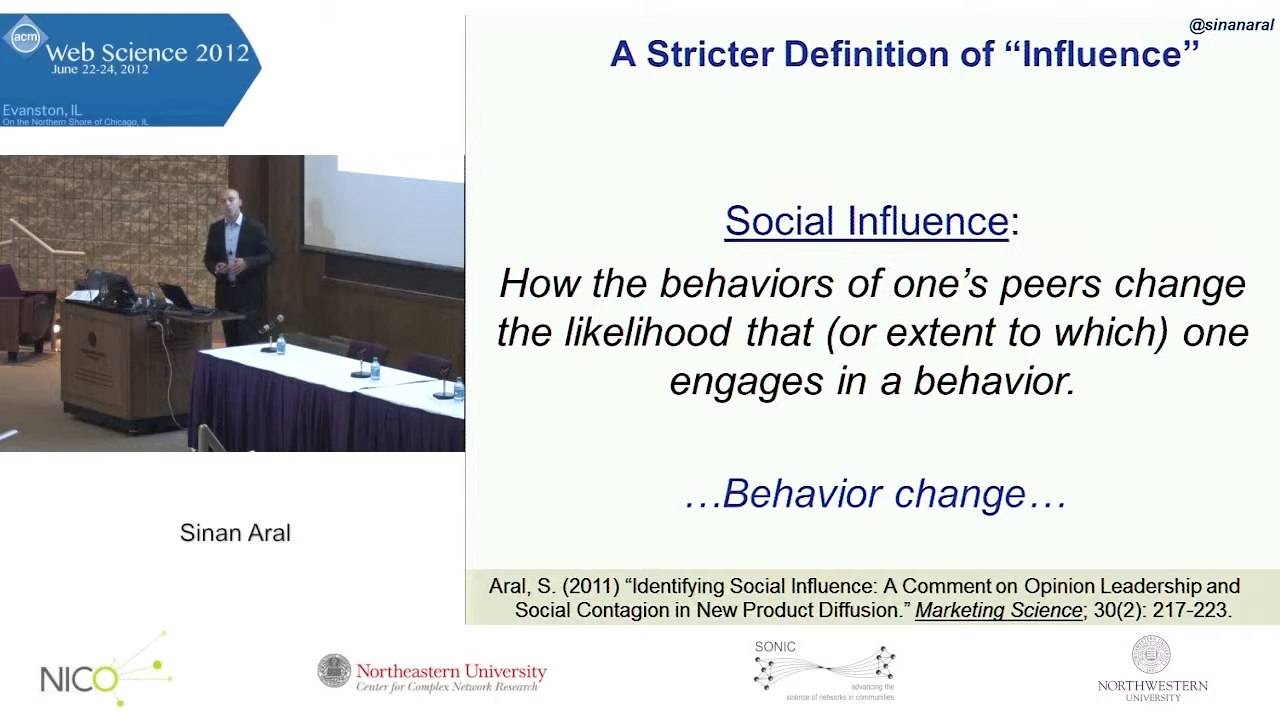 acm
Web Science 2012
June 22-24, 2012
Evanston, IL
On the Northern Shore of Chicago, IL
@sinanaral
A Stricter Definition of “Influence”
Social Influence:
How the behaviors of one’s peers change
the likelihood that (or extent to which) one
engages in a behavior.
…Behavior change…
Sinan Aral
Aral, S. (2011) “Identifying Social Influence: A Comment on Opinion Leadership and
Social Contagion in New Product Diffusion.” Marketing Science; 30(2): 217-223.
NICO
Northeastern University
Center for Complex Network Research
SONIC
advancing the
science of networks in communities
NORTHWESTERN
UNIVERSITY